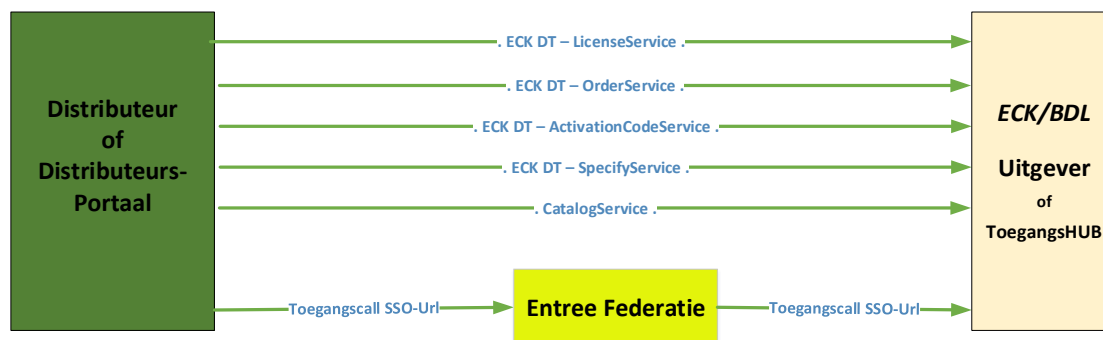 Distributeur
of
Distributeurs-
Portaal
. ECK DT – LicenseService .
. ECK DT – OrderService .
. ECK DT – ActivationCodeService .
. ECK DT – SpecifyService .
. CatalogService .
Toegangscall SSO-Url
Entree Federatie
Toegangscall SSO-Url
ECK/BDL
Uitgever
of
ToegangsHUB